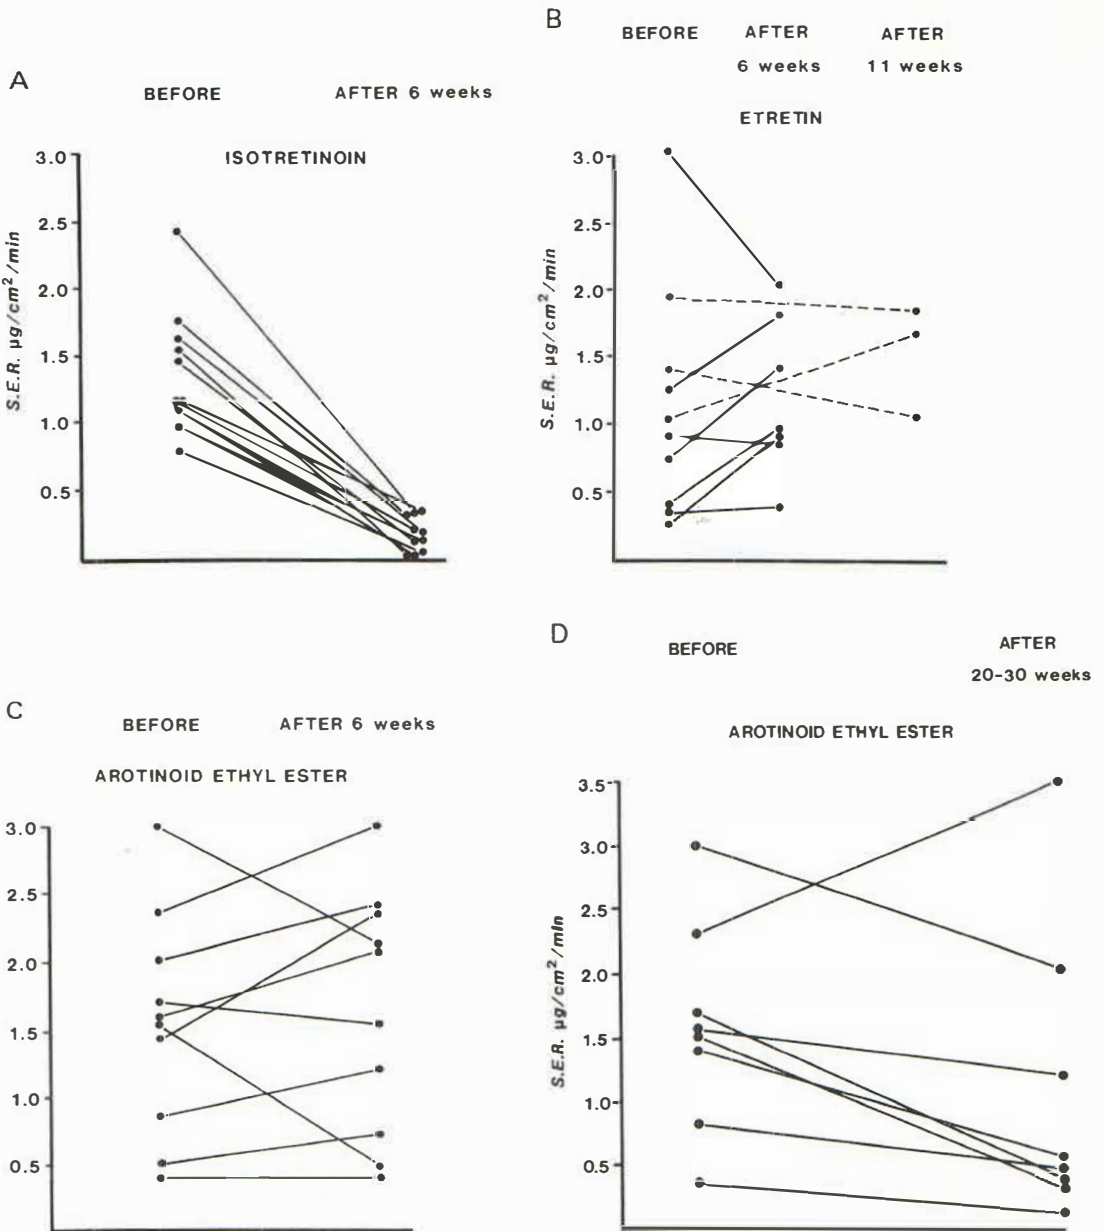 A
BEFORE AFTER 6 weeks
ISOTRETINOIN
S.E.R. µg/cm²/min
3.0
2.5
2.0
1.5
1.0
0.5
B
BEFORE AFTER AFTER
6 weeks 11 weeks
ETRETIN
S.E.R. µg/cm²/min
3.0
2.5
2.0
1.5
1.0
0.5
C
BEFORE AFTER 6 weeks
AROTINOID ETHYL ESTER
3.0
2.5
2.0
1.5
1.0
0.5
D
BEFORE AFTER
20-30 weeks
AROTINOID ETHYL ESTER
S.E.R. µg/cm²/min
3.5
3.0
2.5
2.0
1.5
1.0
0.5